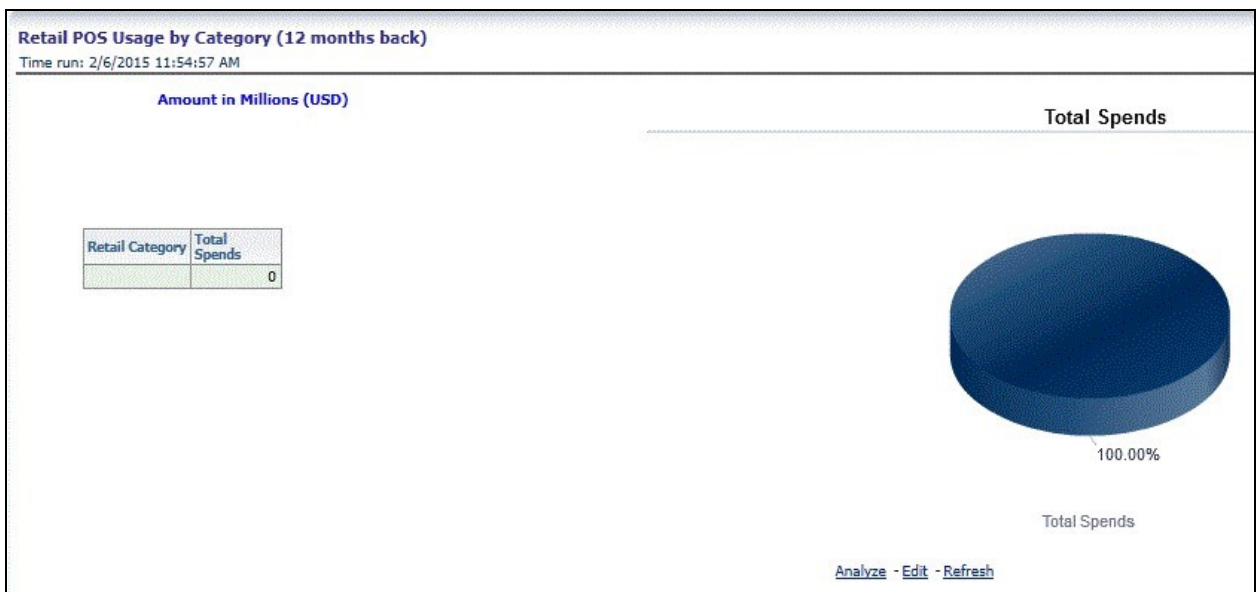 Retail POS Usage by Category (12 months back)
Time run: 2/6/2015 11:54:57 AM
Amount in Millions (USD)
Total Spends
Retail Category Total
Spends
0
100.00%
Total Spends
Analyze - Edit - Refresh